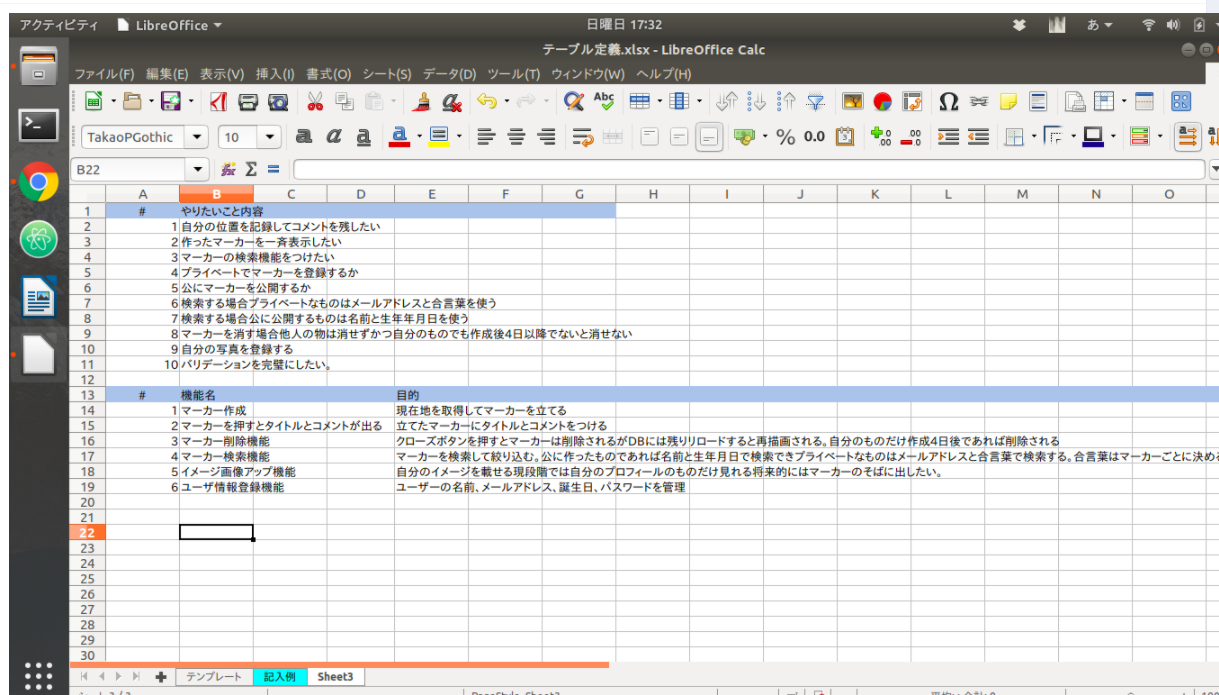 アクティビティ LibreOffice 日曜日 17:32 あ
テーブル定義.xlsx - LibreOffice Calc
ファイル(F) 編集(E) 表示(V) 挿入(I) 書式(O) シート(S) データ(D) ツール(T) ウィンドウ(W) ヘルプ(H)
TakaoPGothic 10 a a a a % 0.0
B22 Σ =
A B C D E F G H I J K L M N O
1 # やりたいこと内容
2 1 自分の位置を記録してコメントを残したい
3 2 作ったマーカーを一斉表示したい
4 3 マーカーの検索機能をつけたい
5 4 プライベートでマーカーを登録するか
6 5 公にマーカーを公開するか
7 6 検索する場合プライベートなものはメールアドレスと合言葉を使う
8 7 検索する場合公に公開するものは名前と生年年月日を使う
9 8 マーカーを消す場合他人の物は消せずかつ自分のものでも作成後4日以降でないと消せない
10 9 自分の写真を登録する
11 10 バリデーションを完璧にしたい。
12
13 # 機能名 目的
14 1 マーカー作成 現在地を取得してマーカーを立てる
15 2 マーカーを押すとタイトルとコメントが出る 立てたマーカーにタイトルとコメントをつける
16 3 マーカー削除機能 クローズボタンを押すとマーカーは削除されるがDBには残りリロードすると再描画される。自分のものだけ作成4日後であれば削除される
17 4 マーカー検索機能 マーカーを検索して絞り込む。公に作ったものであれば名前と生年月日で検索できプライベートなものはメールアドレスと合言葉で検索する。合言葉はマーカーごとに決め
18 5 イメージ画像アップ機能 自分のイメージを載せる現段階では自分のプロフィールのものだけ見れる将来的にはマーカーのそばに出したい。
19 6 ユーザ情報登録機能 ユーザーの名前、メールアドレス、誕生日、パスワードを管理
20
21
22
23
24
25
26
27
28
29
30
テンプレート 記入例 Sheet3